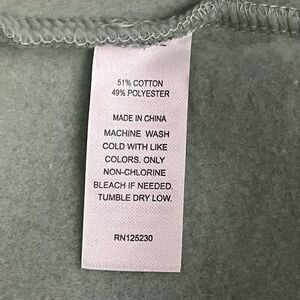 51% COTTON
49% POLYESTER
MADE IN CHINA
MACHINE WASH
COLD WITH LIKE
COLORS. ONLY
NON-CHLORINE
BLEACH IF NEEDED.
TUMBLE DRY LOW.
RN125230